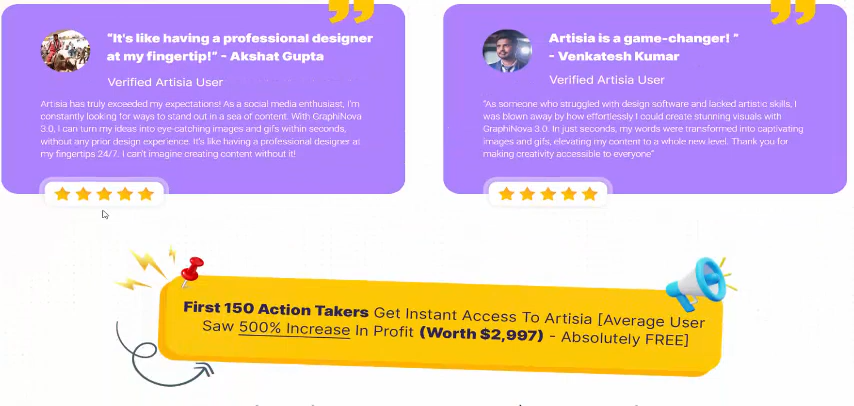 "It's like having a professional designer
at my fingertip!" - Akshat Gupta
Verified Artisia User
Artisia has truly exceeded my expectations! As a social media enthusiast, I'm
constantly looking for ways to stand out in a sea of content. With GraphiNova
3.0, I can turn my ideas into eye-catching images and gifs within seconds,
without any prior design experience. It's like having a professional designer at
my fingertips 24/7. I can't imagine creating content without it!
Artisia is a game-changer! "
- Venkatesh Kumar
Verified Artisia User
"As someone who struggled with design software and lacked artistic skills, I
was blown away by how effortlessly I could create stunning visuals with
GraphiNova 3.0. In just seconds, my words were transformed into captivating
images and gifs, elevating my content to a whole new level. Thank you for
making creativity accessible to everyone"
First 150 Action Takers Get Instant Access To Artisia [Average User
Saw 500% Increase In Profit (Worth $2,997) - Absolutely FREE]